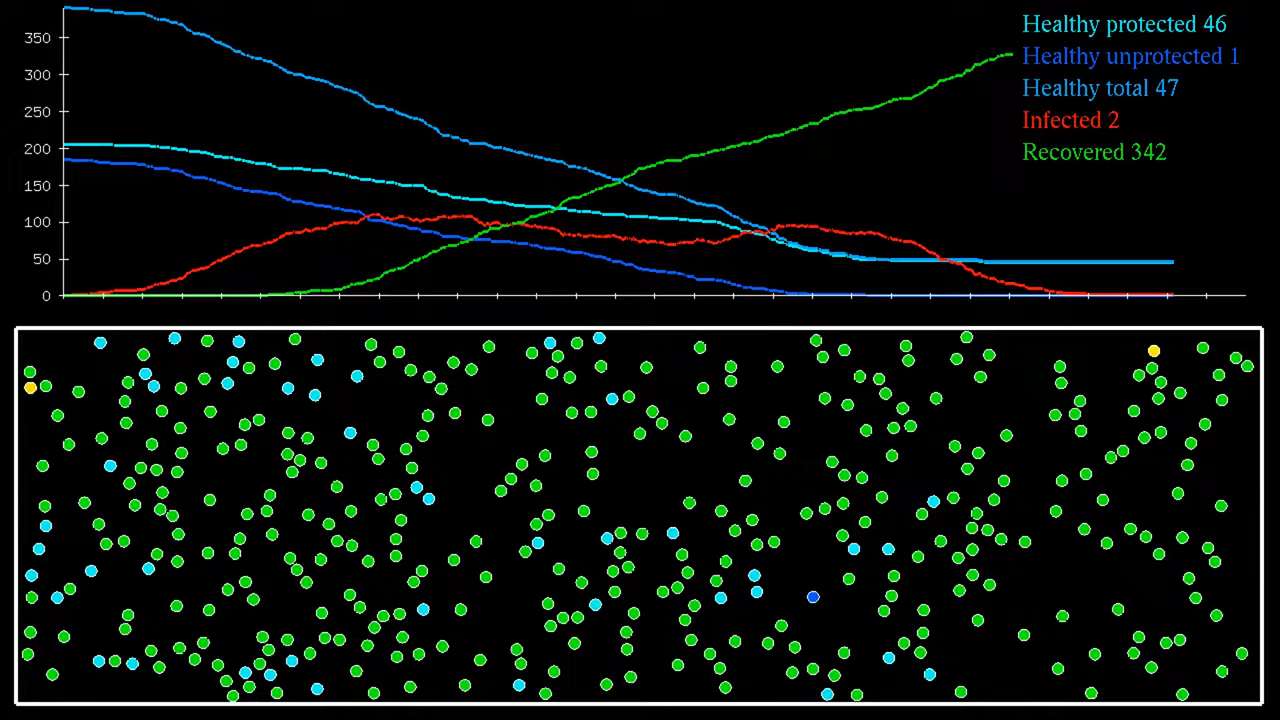 350
300
250
200
150
100
50
0
Healthy protected 46
Healthy unprotected 1
Healthy total 47
Infected 2
Recovered 342